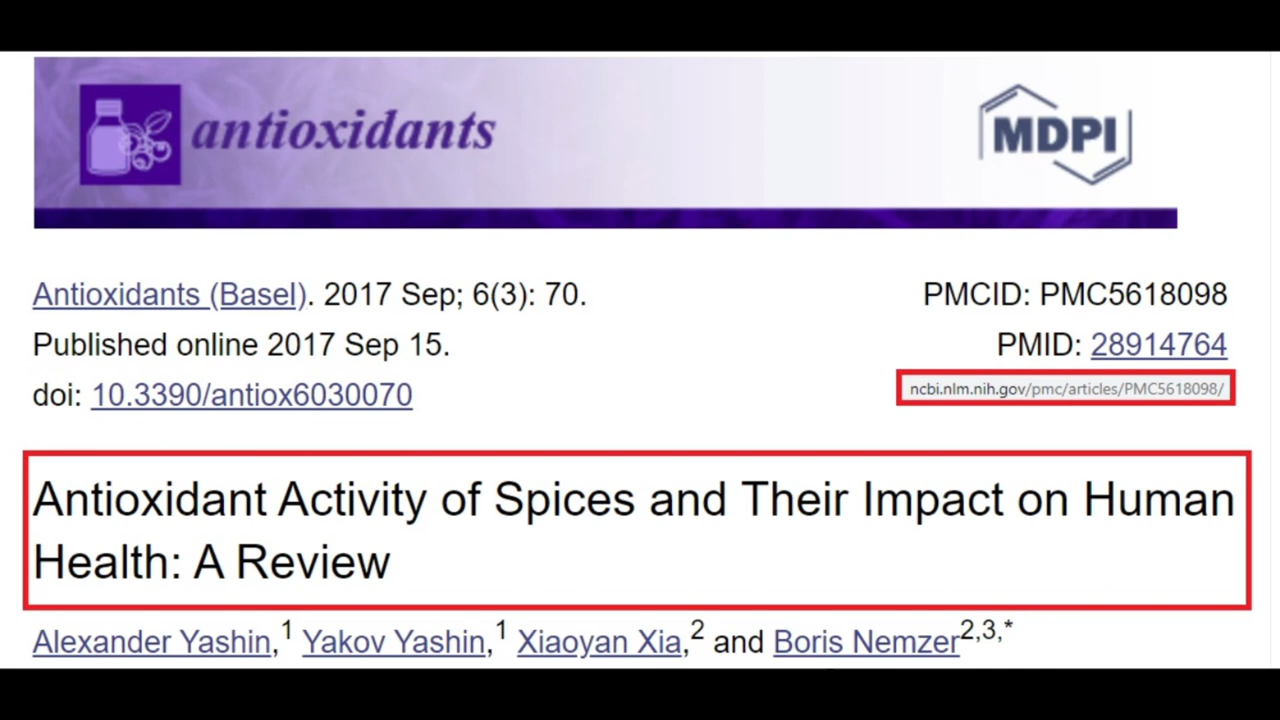 antioxidants
MDPI
Antioxidants (Basel). 2017 Sep; 6(3): 70.
Published online 2017 Sep 15.
doi: 10.3390/antiox6030070
PMCID: PMC5618098
PMID: 28914764
ncbi.nlm.nih.gov/pmc/articles/PMC5618098/
Antioxidant Activity of Spices and Their Impact on Human
Health: A Review
Alexander Yashin,1 Yakov Yashin,1 Xiaoyan Xia,2 and Boris Nemzer2,3,*